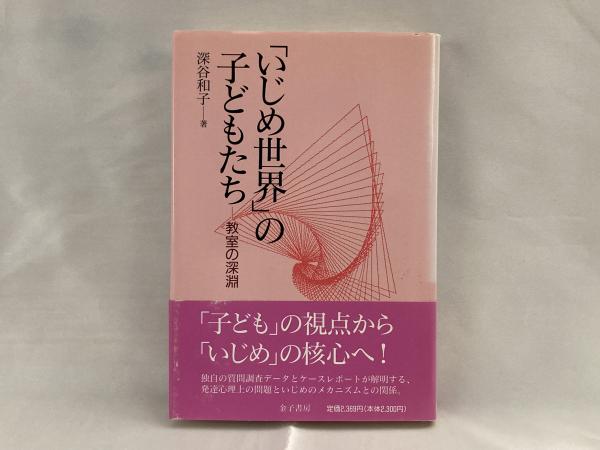 「いじめ世界」の
子どもたち
教室の深淵
深谷和子―著
「子ども」の視点から
「いじめ」の核心へ!
独自の質問調査データとケースレポートが解明する、
発達心理上の問題といじめのメカニズムとの関係。
金子書房 定価2,369円(本体2,300円)